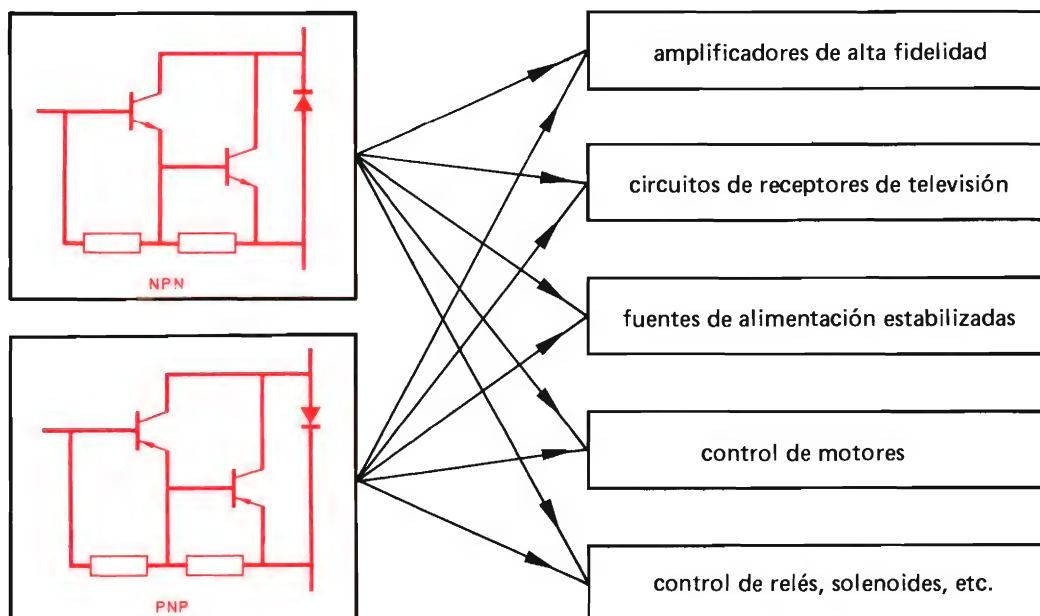 NPN
PNP
amplificadores de alta fidelidad
circuitos de receptores de televisión
fuentes de alimentación estabilizadas
control de motores
control de relés, solenoides, etc.